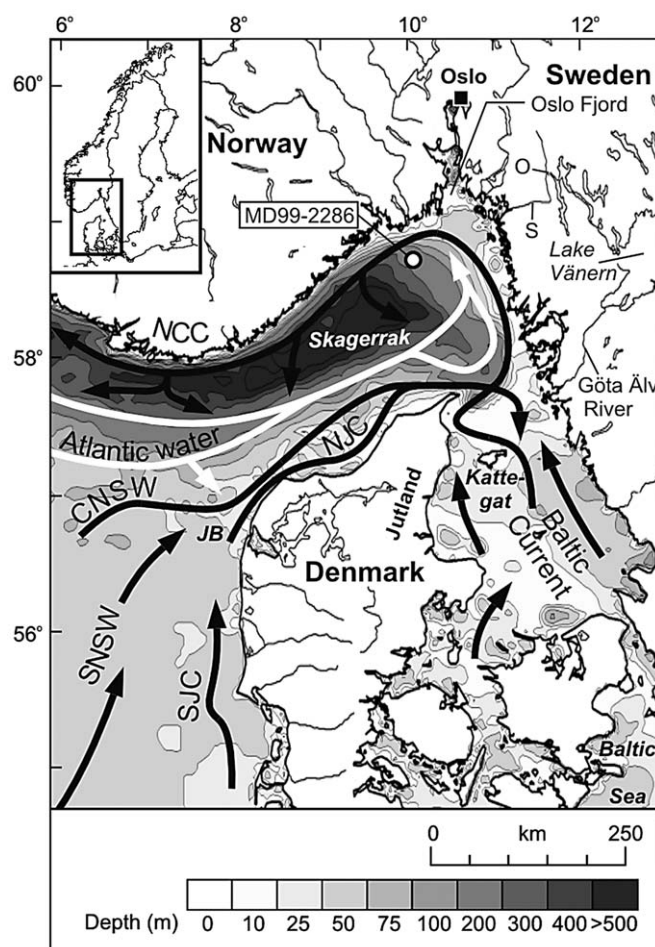 6° 8° 10° 12°
60°
58°
56°
Oslo
Sweden
Oslo Fjord
Norway
MD99-2286
O
S
Lake
Vänern
NCC
Skagerrak
Göta Älv
River
Atlantic water
NJC
CNSW
JB
Jutland
Katte-
gat
Baltic
Current
Denmark
SNSW
SJC
Baltic
Sea
0 km 250
Depth (m) 0 10 25 50 75 100 200 300 400 >500